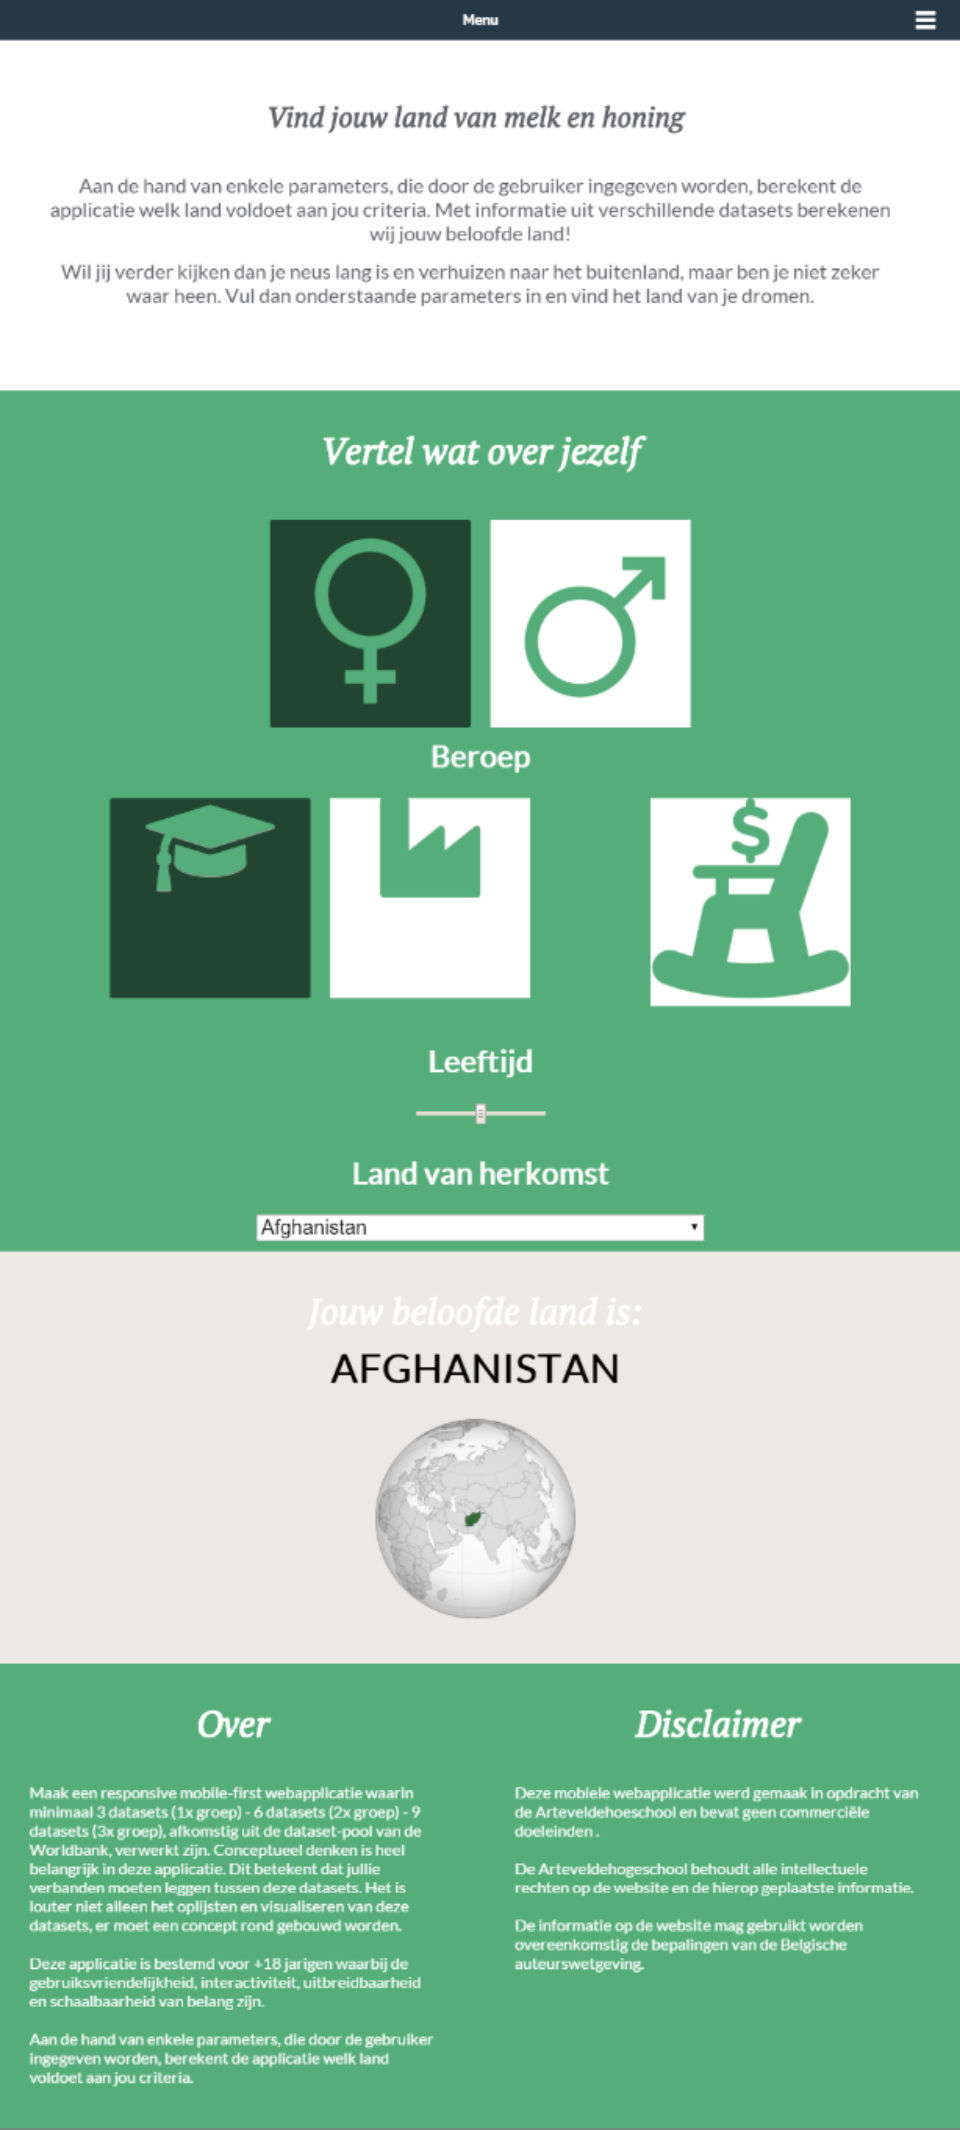 Menu
Vind jouw land van melk en honing
Aan de hand van enkele parameters, die door de gebruiker ingegeven worden, berekent de
applicatie welk land voldoet aan jou criteria. Met informatie uit verschillende datasets berekenen
wij jouw beloofde land!
Wil jij verder kijken dan je neus lang is en verhuizen naar het buitenland, maar ben je niet zeker
waar heen. Vul dan onderstaande parameters in en vind het land van je dromen.
Vertel wat over jezelf
Beroep
$
Leeftijd
Land van herkomst
Afghanistan
Jouw beloofde land is:
AFGHANISTAN
Over
Maak een responsive mobile-first webapplicatie waarin
minimaal 3 datasets (1x groep) - 6 datasets (2x groep) - 9
datasets (3x groep), afkomstig uit de dataset-pool van de
Worldbank, verwerkt zijn. Conceptueel denken is heel
belangrijk in deze applicatie. Dit betekent dat jullie
verbanden moeten leggen tussen deze datasets. Het is
louter niet alleen het oplijsten en visualiseren van deze
datasets, er moet een concept rond gebouwd worden.
Deze applicatie is bestemd voor +18 jarigen waarbij de
gebruiksvriendelijkheid, interactiviteit, uitbreidbaarheid
en schaalbaarheid van belang zijn.
Aan de hand van enkele parameters, die door de gebruiker
ingegeven worden, berekent de applicatie welk land
voldoet aan jou criteria.
Disclaimer
Deze mobiele webapplicatie werd gemaak in opdracht van
de Arteveldehoeschool en bevat geen commerciële
doeleinden .
De Arteveldehogeschool behoudt alle intellectuele
rechten op de website en de hierop geplaatste informatie.
De informatie op de website mag gebruikt worden
overeenkomstig de bepalingen van de Belgische
auteurswetgeving.